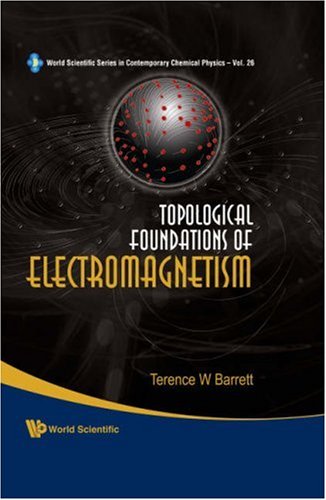 World Scientific Series in Contemporary Chemical Physics – Vol. 26
TOPOLOGICAL
FOUNDATIONS OF
ELECTROMAGNETISM
Terence W Barrett
World Scientific